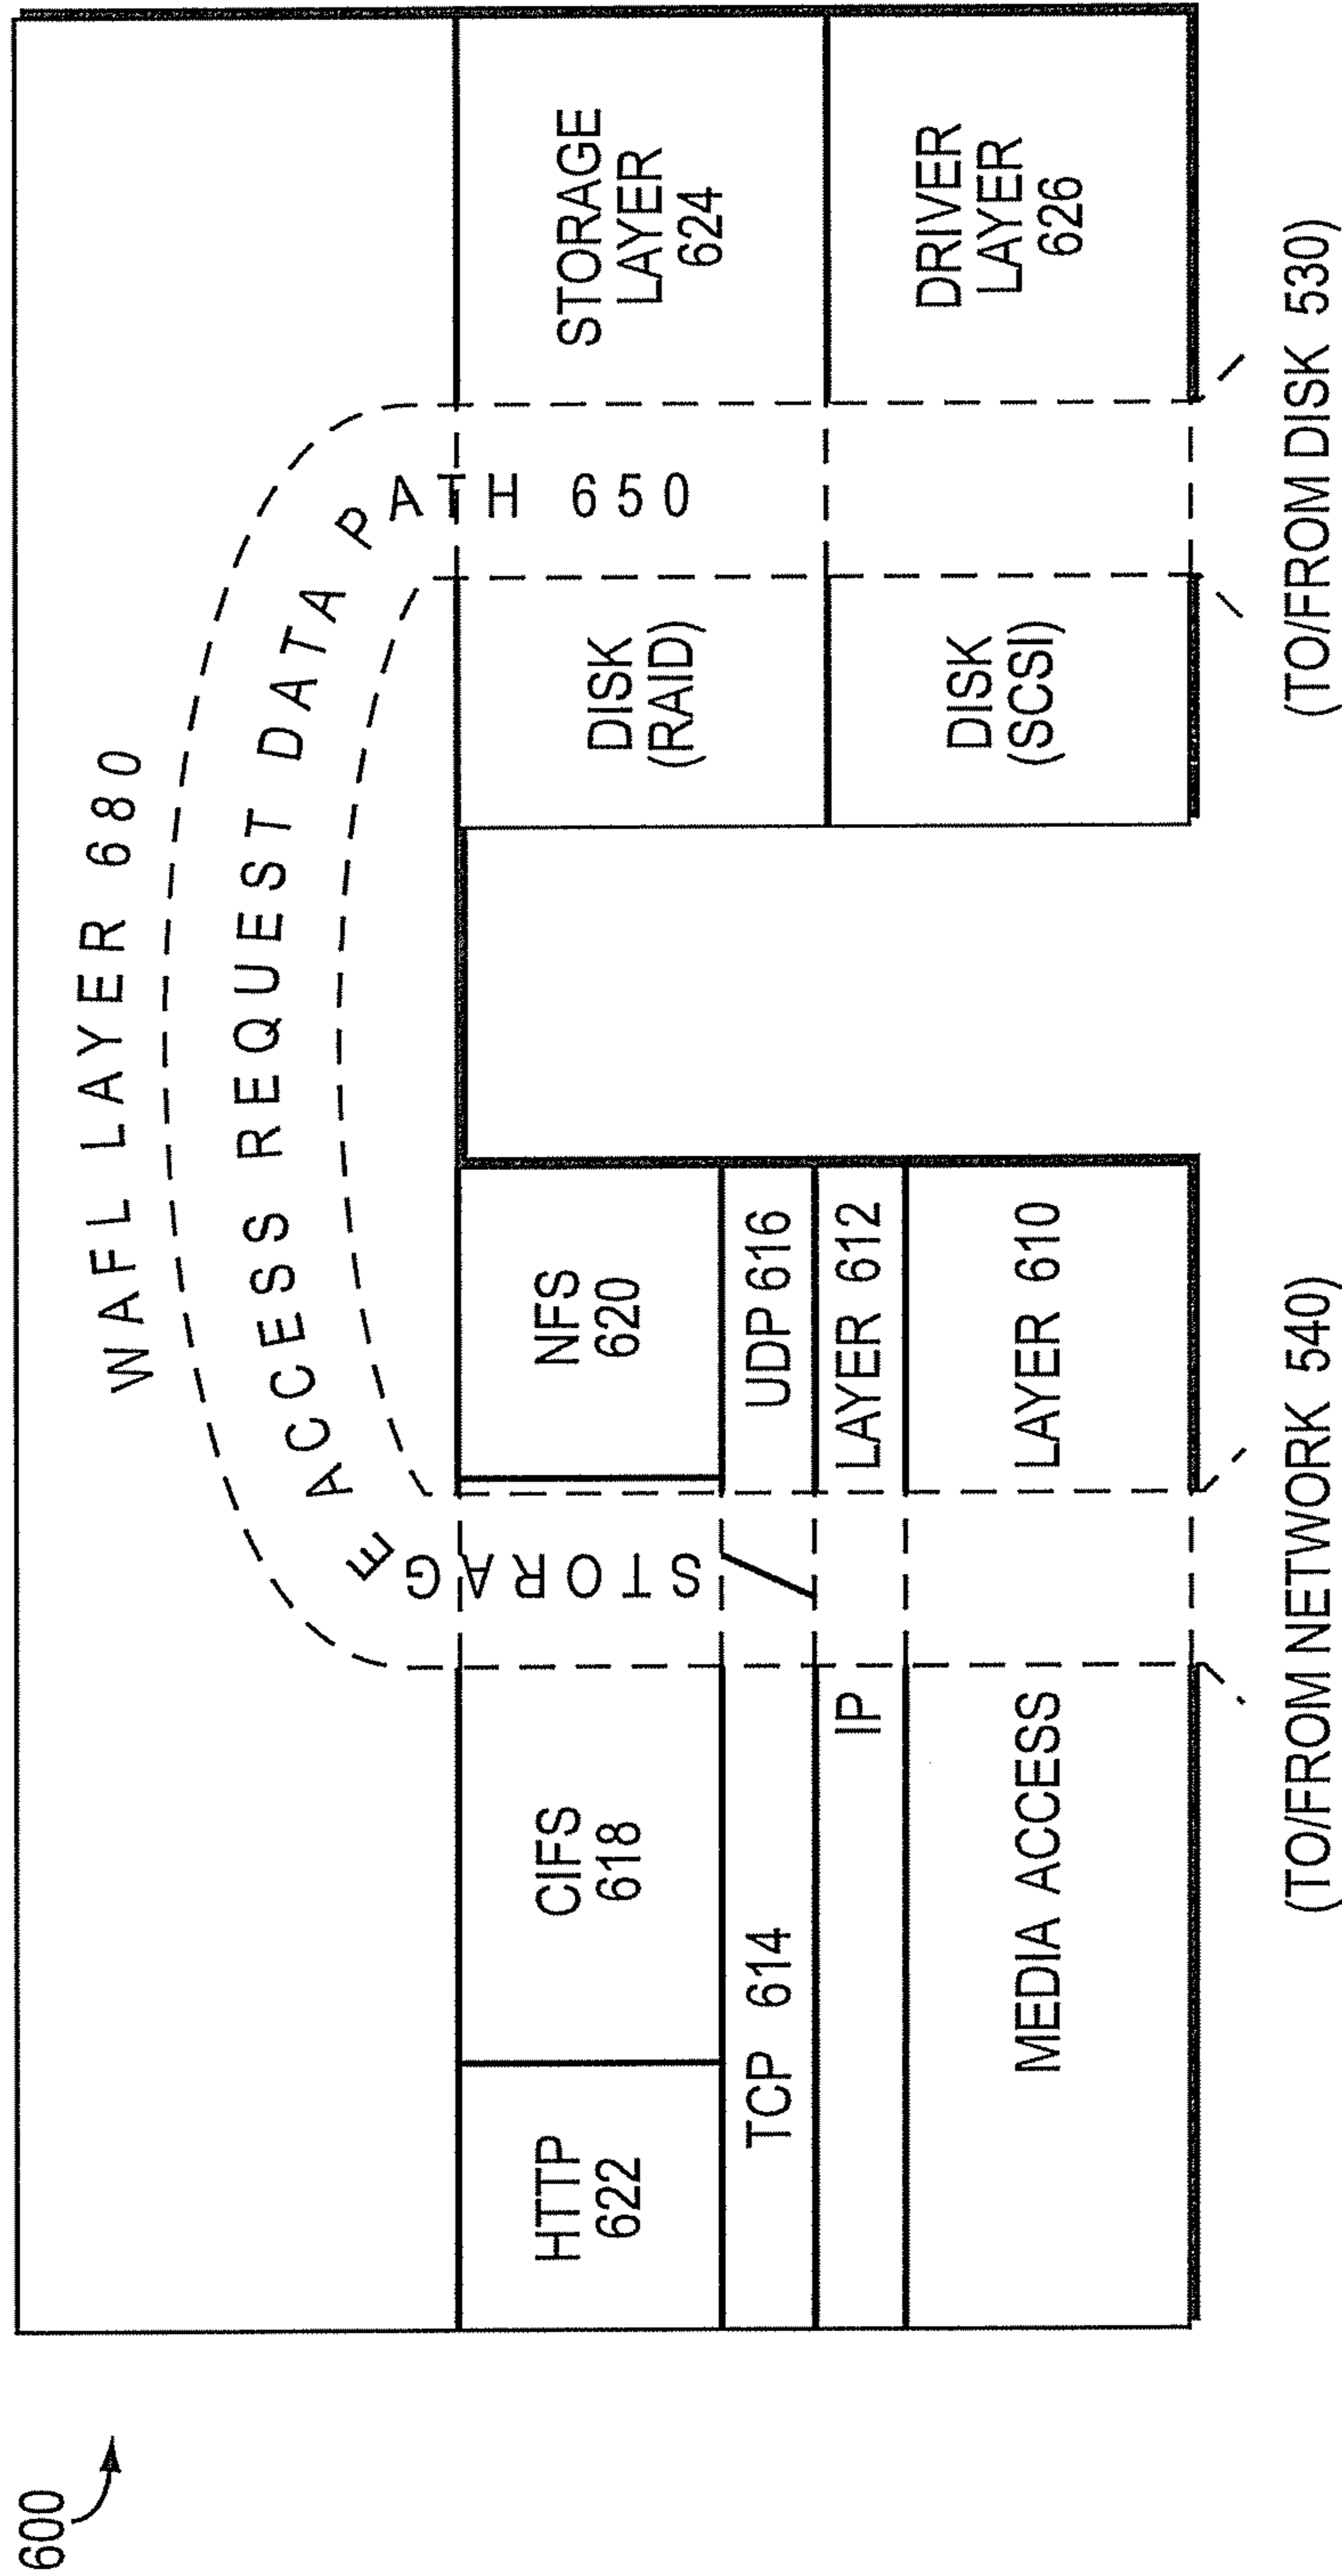 600
WAFL LAYER 680
STORAGE ACCESS REQUEST DATA PATH 650
HTTP
622
CIFS
618
NFS
620
TCP 614
UDP 616
IP LAYER 612
MEDIA ACCESS LAYER 610
(TO/FROM NETWORK 540)
DISK
(RAID)
STORAGE
LAYER
624
DISK
(SCSI)
DRIVER
LAYER
626
(TO/FROM DISK 530)